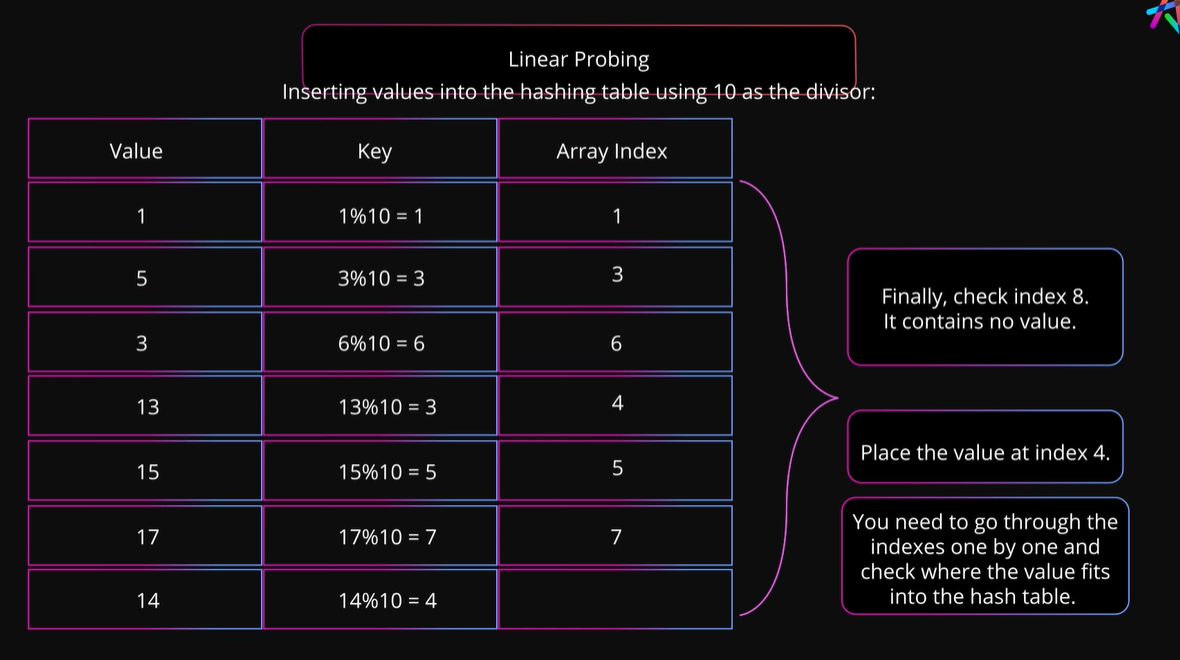 Linear Probing
Inserting values into the hashing table using 10 as the divisor:
Value Key Array Index
1 1%10 = 1 1
5 3%10 = 3 3
3 6%10 = 6 6
13 13%10 = 3 4
15 15%10 = 5 5
17 17%10 = 7 7
14 14%10 = 4
Finally, check index 8.
It contains no value.
Place the value at index 4.
You need to go through the
indexes one by one and
check where the value fits
into the hash table.